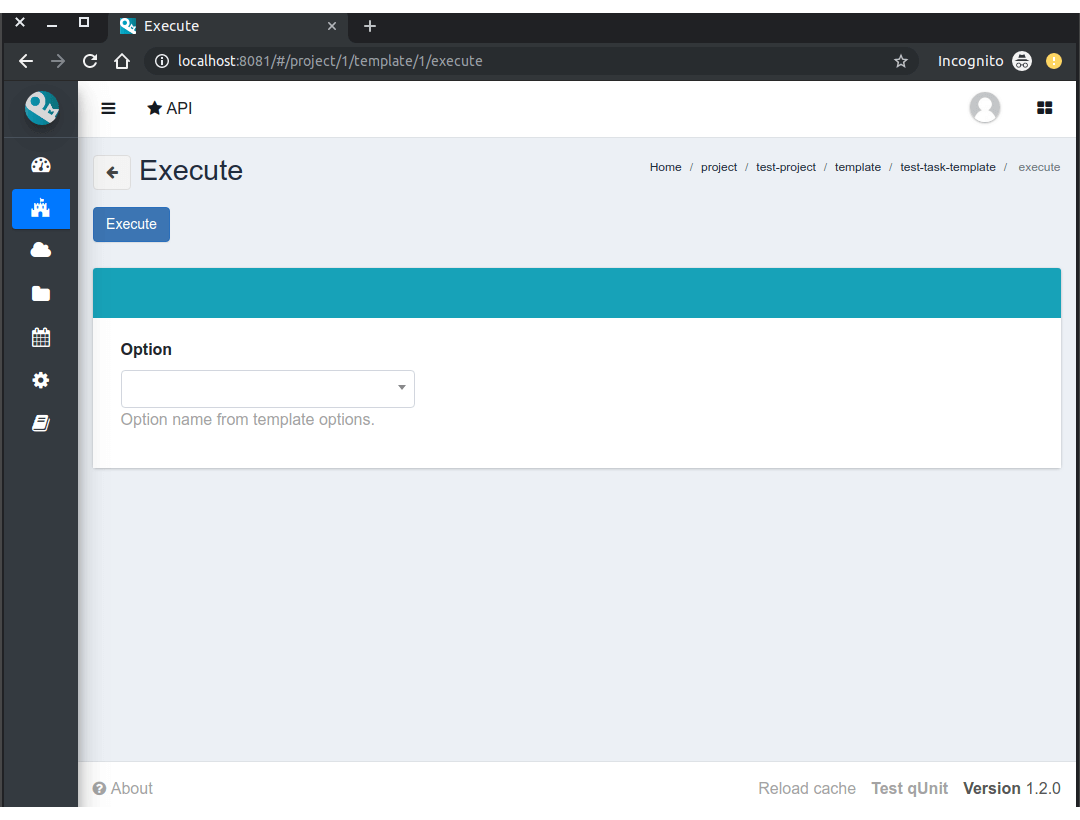 Execute
localhost:8081/#/project/1/template/1/execute
Incognito
API
Execute
Home / project / test-project / template / test-task-template / execute
Execute
Option
Option name from template options.
About
Reload cache Test qUnit Version 1.2.0